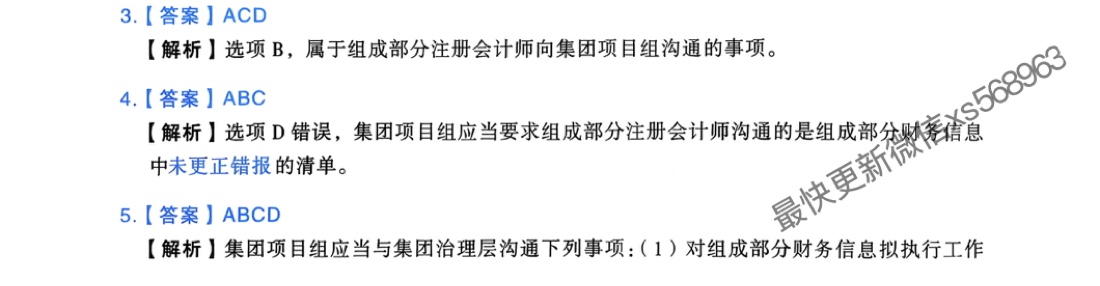 3.【答案】ACD
【解析】选项 B，属于组成部分注册会计师向集团项目组沟通的事项。
4.【答案】ABC
【解析】选项 D 错误，集团项目组应当要求组成部分注册会计师沟通的是组成部分财务信息
中未更正错报的清单。
5.【答案】ABCD
【解析】集团项目组应当与集团治理层沟通下列事项：（1）对组成部分财务信息拟执行工作
最快更新微信xs568963